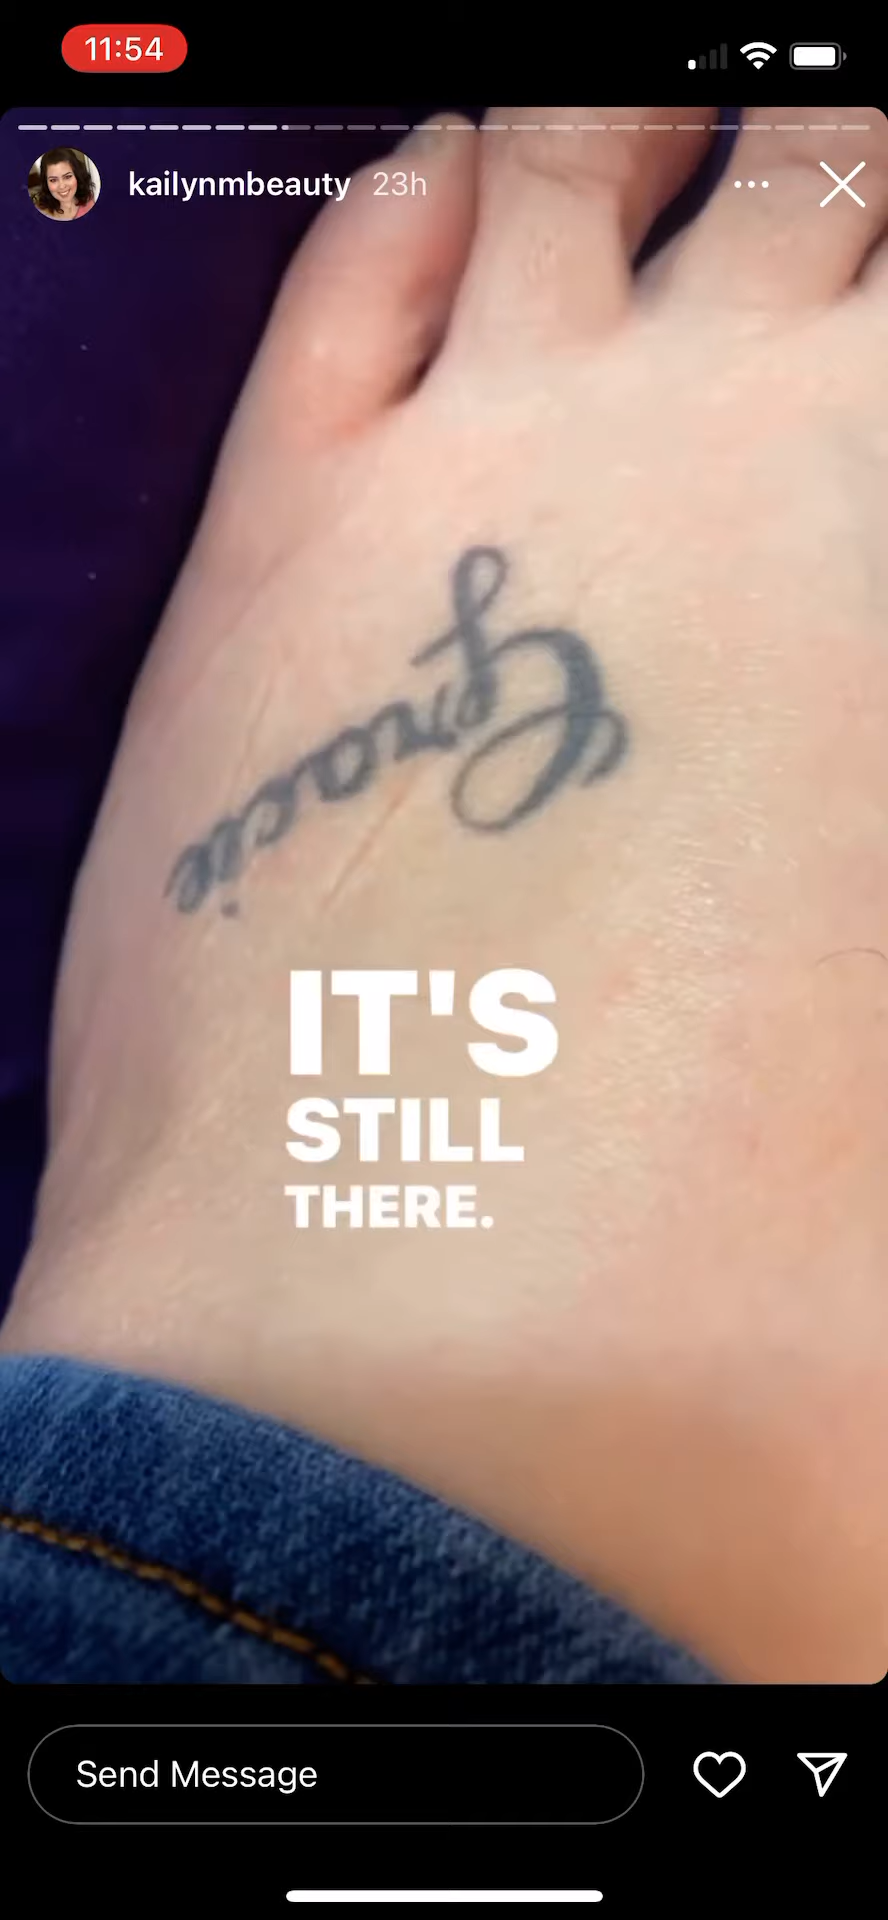 11:54
kailynmbeauty 23h
Gracie
IT'S
STILL
THERE.
Send Message